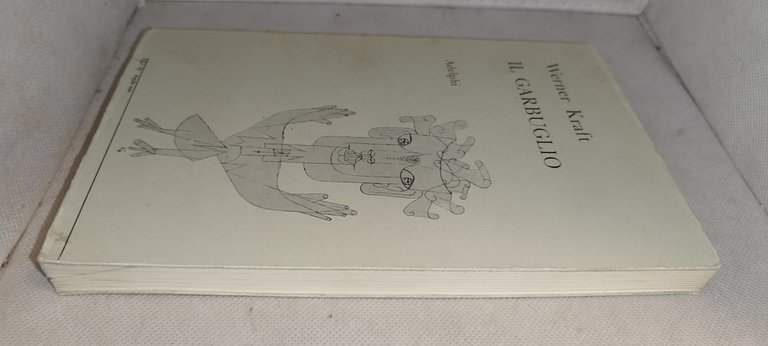 Werner Kraft
IL GARBUGLIO
Adelphi